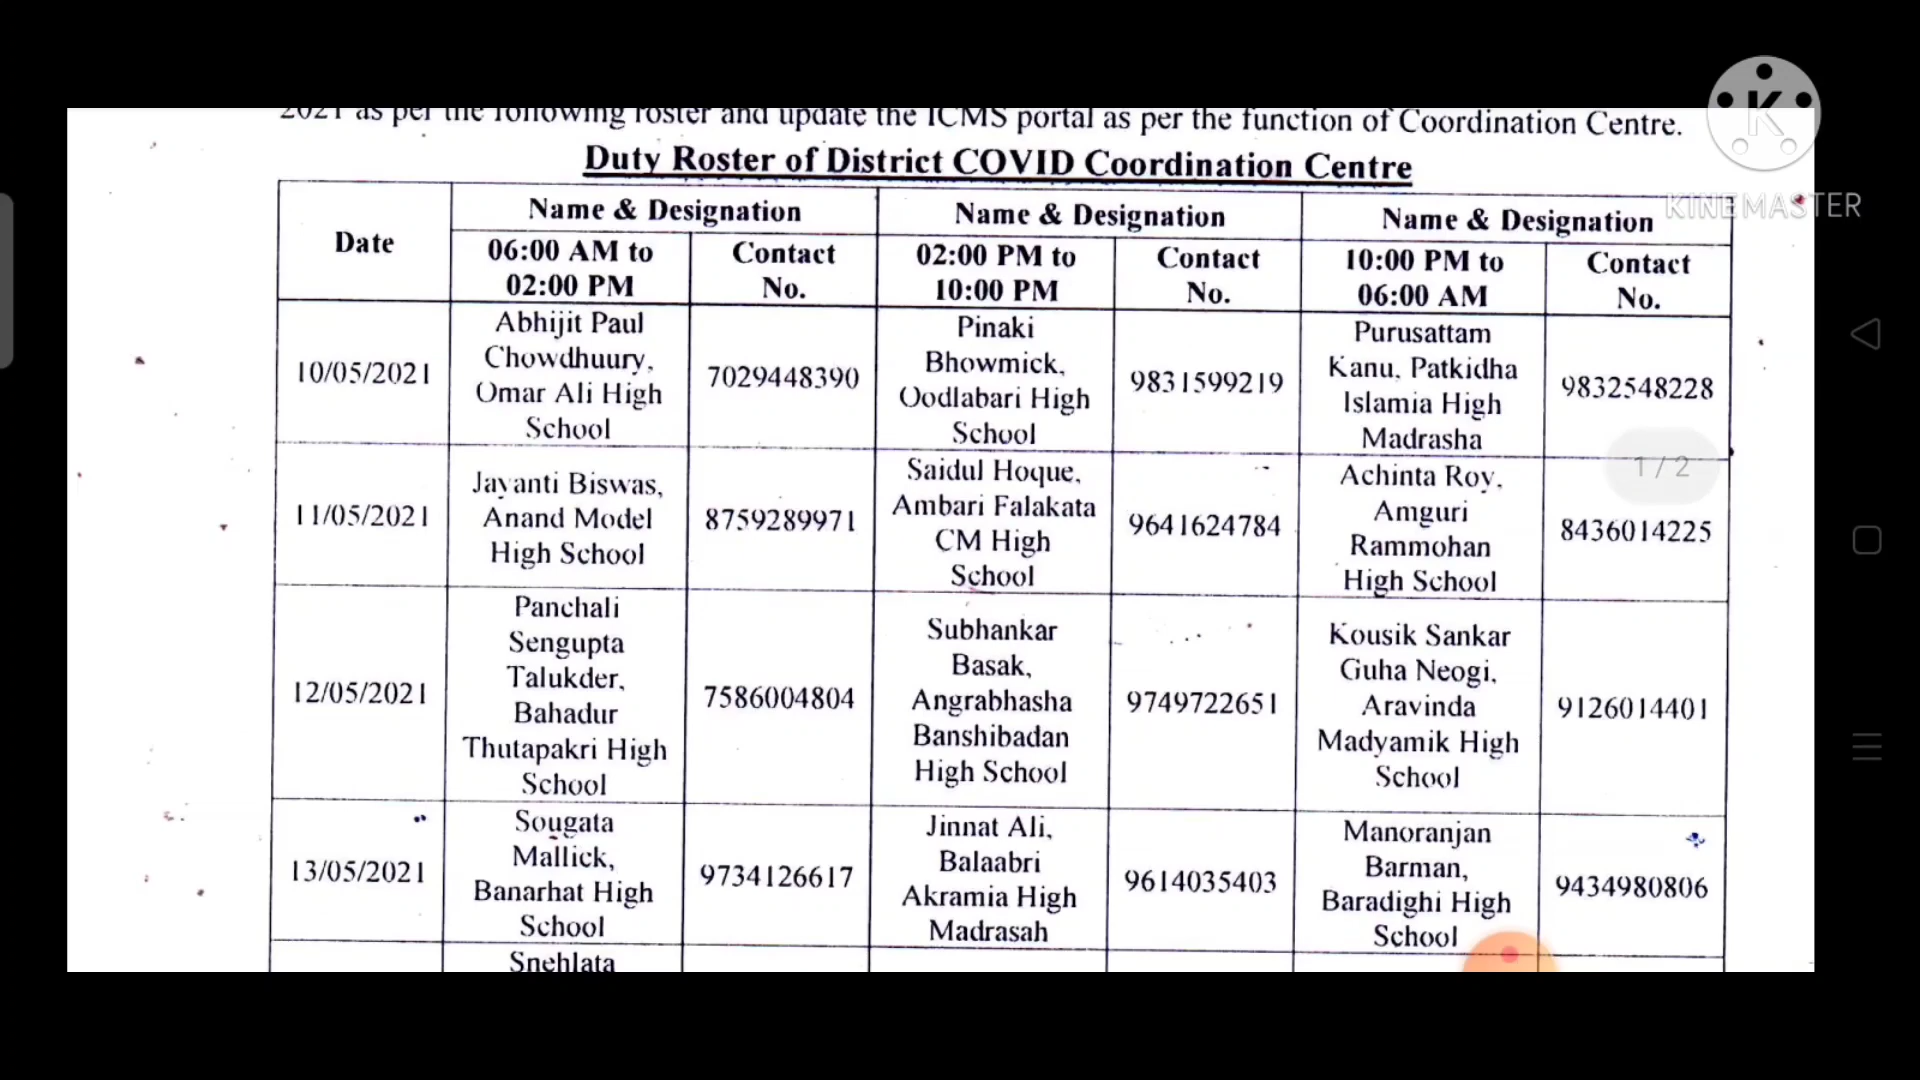 2021 as per the following roster and update the ICMS portal as per the function of Coordination Centre.
Duty Roster of District COVID Coordination Centre
Date
Name & Designation
Name & Designation
Name & Designation
06:00 AM to
02:00 PM
Contact
No.
02:00 PM to
10:00 PM
Contact
No.
10:00 PM to
06:00 AM
Contact
No.
10/05/2021
Abhijit Paul
Chowdhuury,
Omar Ali High
School
7029448390
Pinaki
Bhowmick,
Oodlabari High
School
9831599219
Purusattam
Kanu, Patkidha
Islamia High
Madrasha
9832548228
11/05/2021
Jayanti Biswas,
Anand Model
High School
8759289971
Saidul Hoque,
Ambari Falakata
CM High
School
9641624784
Achinta Roy,
Amguri
Rammohan
High School
8436014225
12/05/2021
Panchali
Sengupta
Talukder,
Bahadur
Thutapakri High
School
7586004804
Subhankar
Basak,
Angrabhasha
Banshibadan
High School
9749722651
Kousik Sankar
Guha Neogi,
Aravinda
Madyamik High
School
9126014401
13/05/2021
Sougata
Mallick,
Banarhat High
School
9734126617
Jinnat Ali,
Balaabri
Akramia High
Madrasah
9614035403
Manoranjan
Barman,
Baradighi High
School
9434980806
Snehlata
K
KINEMASTER
1 / 2